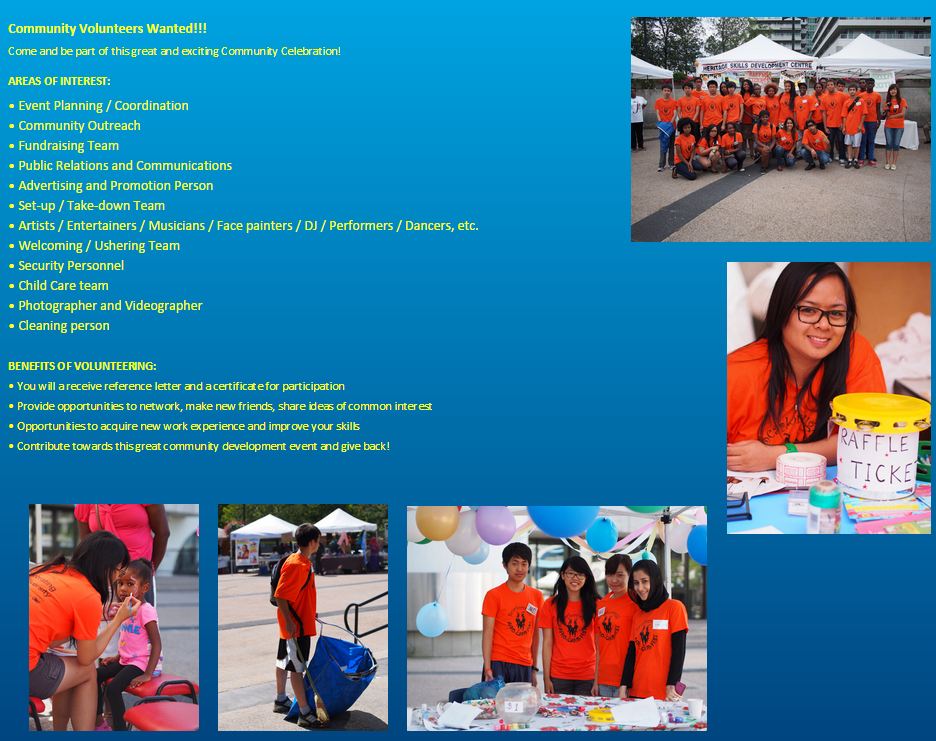 Community Volunteers Wanted!!!
Come and be part of this great and exciting Community Celebration!
AREAS OF INTEREST:
• Event Planning / Coordination
• Community Outreach
• Fundraising Team
• Public Relations and Communications
• Advertising and Promotion Person
• Set-up / Take-down Team
• Artists / Entertainers / Musicians / Face painters / DJ / Performers / Dancers, etc.
• Welcoming / Ushering Team
• Security Personnel
• Child Care team
• Photographer and Videographer
• Cleaning person
BENEFITS OF VOLUNTEERING:
• You will a receive reference letter and a certificate for participation
• Provide opportunities to network, make new friends, share ideas of common interest
• Opportunities to acquire new work experience and improve your skills
• Contribute towards this great community development event and give back!
HERITAGE SKILLS DEVELOPMENT CENTRE
RAFFLE
TICKE
$1